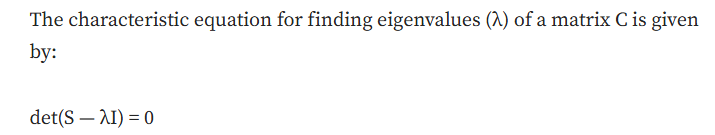 The characteristic equation for finding eigenvalues (λ) of a matrix C is given
by:
det(S — λI) = 0